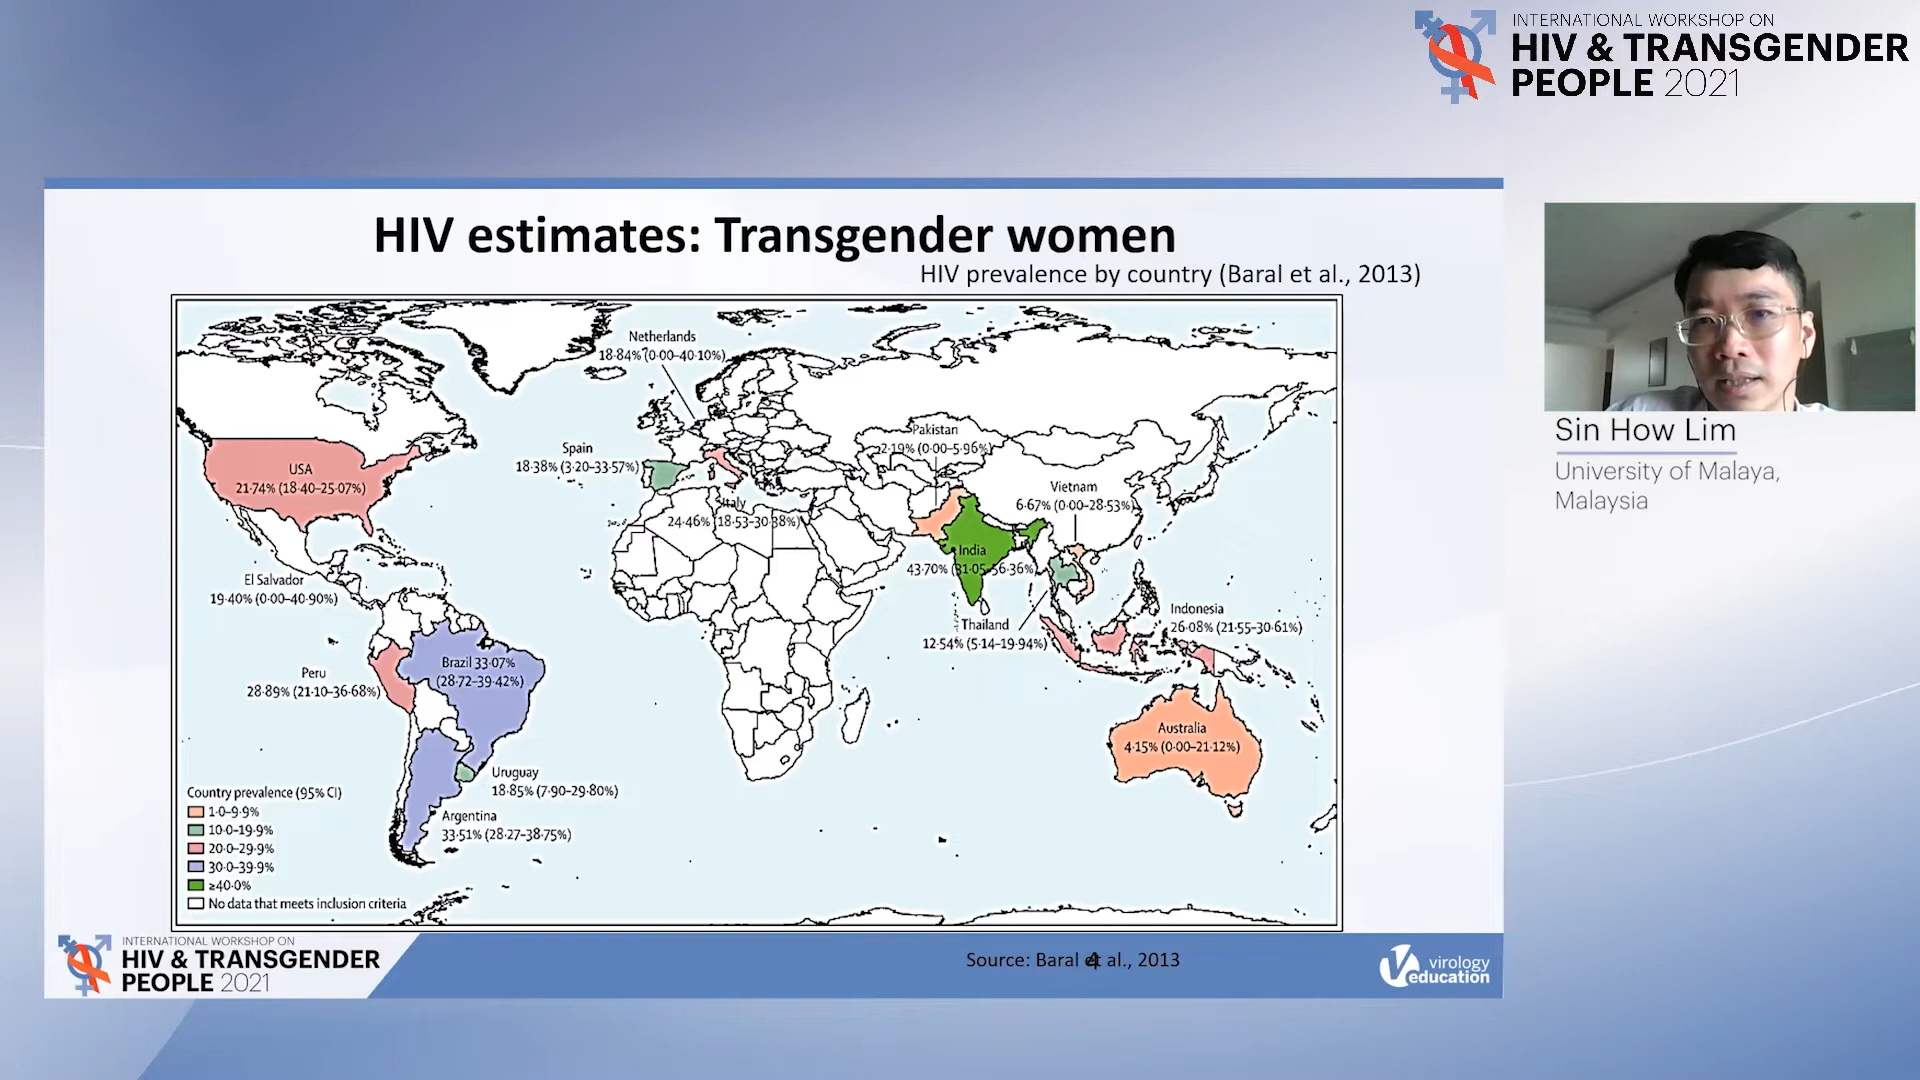 INTERNATIONAL WORKSHOP ON
HIV & TRANSGENDER
PEOPLE 2021
HIV estimates: Transgender women
HIV prevalence by country (Baral et al., 2013)
Netherlands
18·84% (0·00–40·10%)
Spain
18·38% (3·20–33·57%)
Italy
24·46% (18·53–30·38%)
Pakistan
2·19% (0·00–5·96%)
Vietnam
6·67% (0·00–28·53%)
USA
21·74% (18·40–25·07%)
India
43·70% (31·05–56·36%)
El Salvador
19·40% (0·00–40·90%)
Thailand
12·54% (5·14–19·94%)
Indonesia
26·08% (21·55–30·61%)
Peru
28·89% (21·10–36·68%)
Brazil 33·07%
(28·72–39·42%)
Australia
4·15% (0·00–21·12%)
Uruguay
18·85% (7·90–29·80%)
Argentina
33·51% (28·27–38·75%)
Country prevalence (95% CI)
1·0–9·9%
10·0–19·9%
20·0–29·9%
30·0–39·9%
≥40·0%
No data that meets inclusion criteria
INTERNATIONAL WORKSHOP ON
HIV & TRANSGENDER
PEOPLE 2021
Source: Baral et al., 2013
4
virology
education
Sin How Lim
University of Malaya,
Malaysia